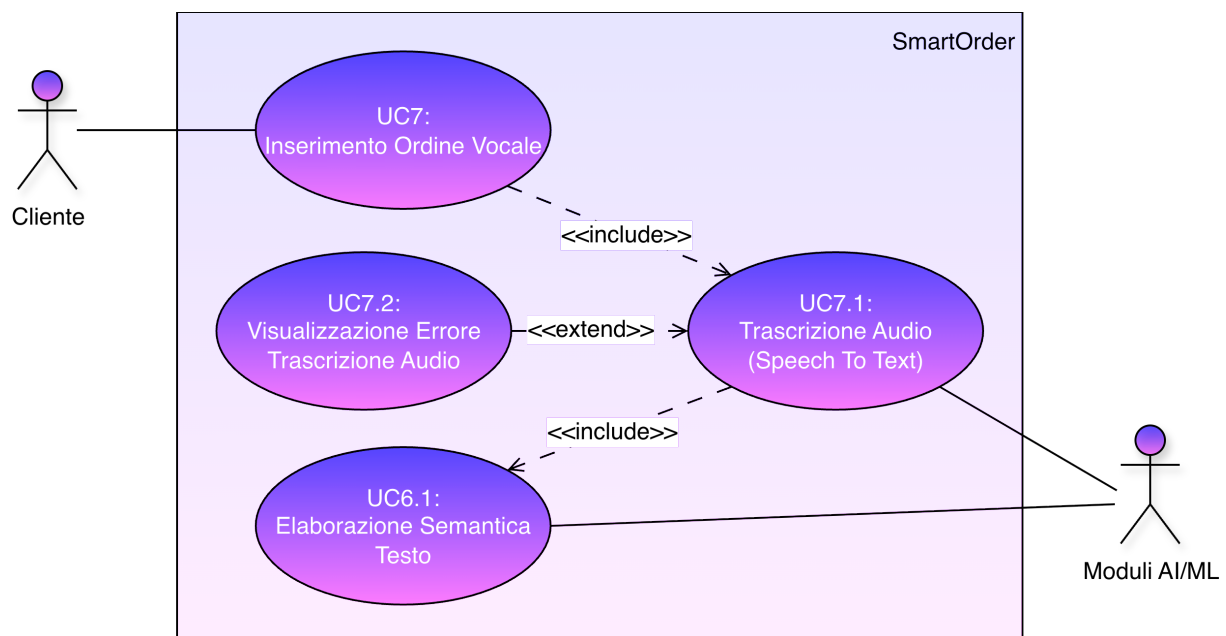 SmartOrder
UC7:
Inserimento Ordine Vocale
Cliente
<<include>>
UC7.2:
Visualizzazione Errore
Trascrizione Audio
<<extend>>
UC7.1:
Trascrizione Audio
(Speech To Text)
<<include>>
UC6.1:
Elaborazione Semantica
Testo
Moduli AI/ML